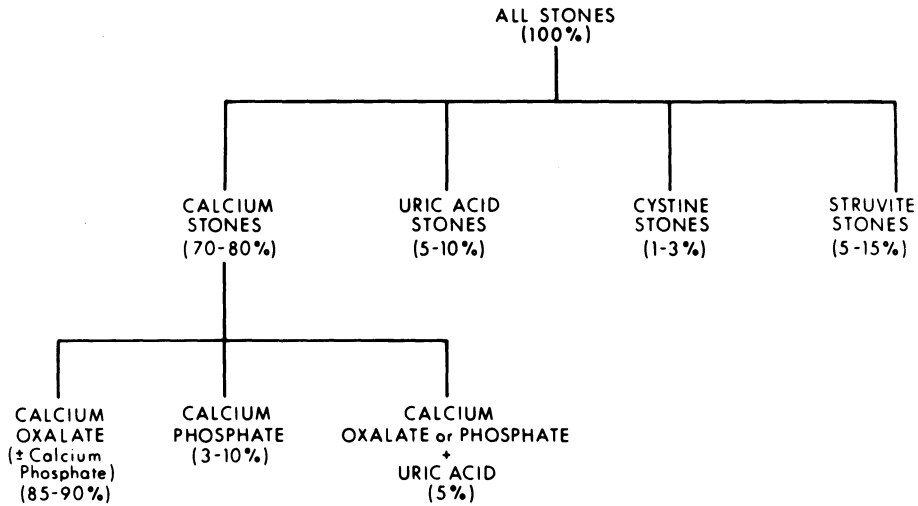 ALL STONES
(100%)
CALCIUM
STONES
(70-80%)
URIC ACID
STONES
(5-10%)
CYSTINE
STONES
(1-3%)
STRUVITE
STONES
(5-15%)
CALCIUM
OXALATE
(± Calcium
Phosphate)
(85-90%)
CALCIUM
PHOSPHATE
(3-10%)
CALCIUM
OXALATE or PHOSPHATE
+
URIC ACID
(5%)